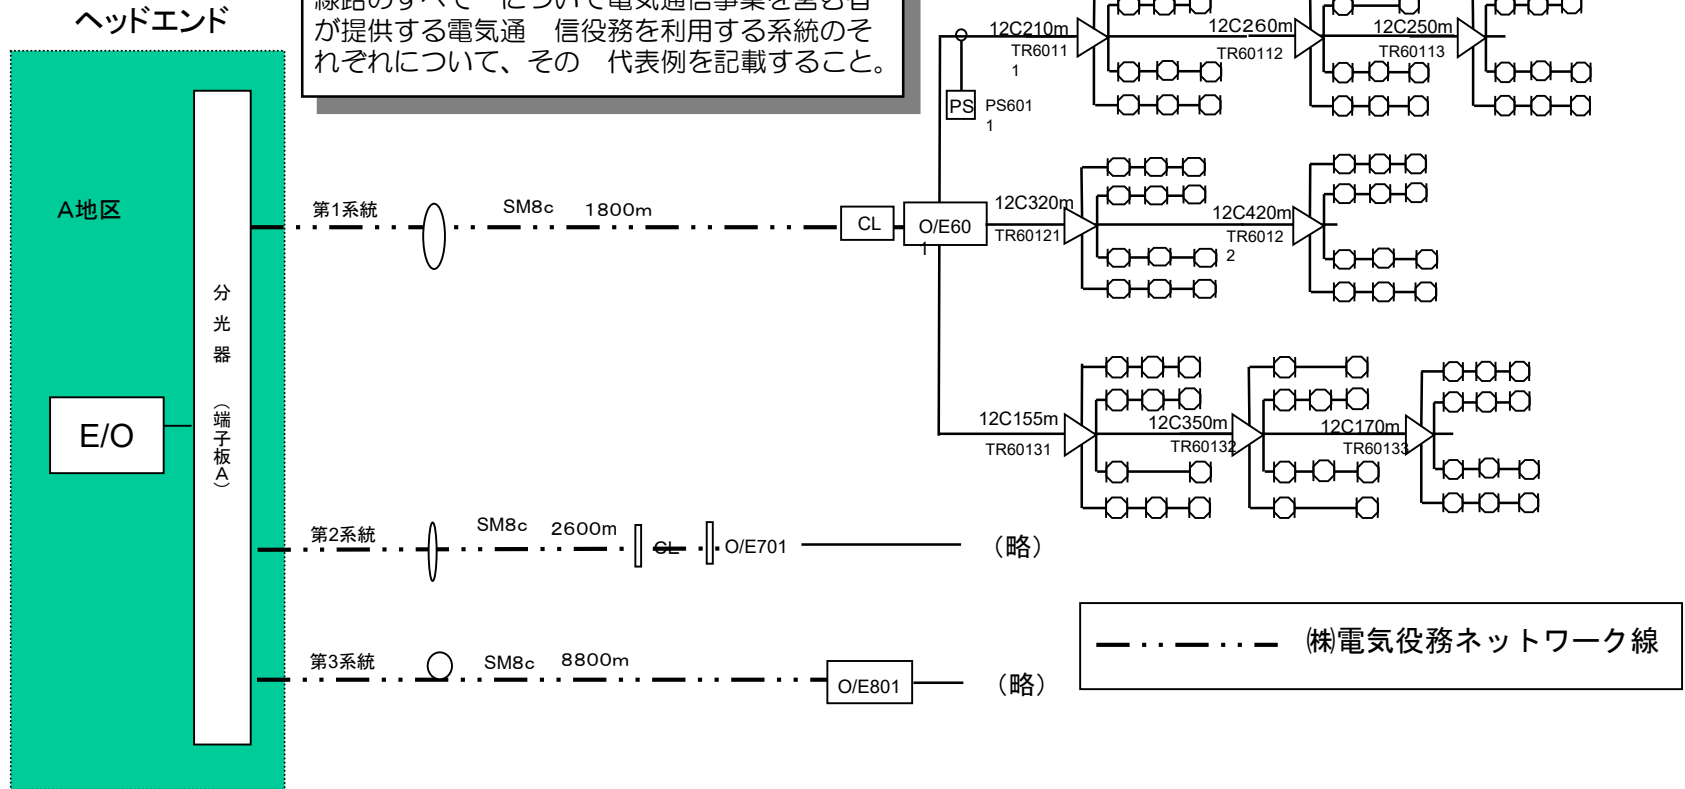 ヘッドエンド
線路のすべて について電気通信事業を営む者
が提供する電気通 信役務を利用する系統のそ
れぞれについて、その 代表例を記載すること。
12C210m
TR6011
1
12C260m
TR60112
12C250m
TR60113
PS
PS601
1
A地区
第1系統
SM8c
1800m
CL
O/E60
1
12C320m
TR60121
12C420m
TR6012
2
分光器 (端子板A)
E/O
12C155m
TR60131
12C350m
TR60132
12C170m
TR60133
第2系統
SM8c
2600m
CL
O/E701
(略)
第3系統
SM8c
8800m
O/E801
(略)
㈱電気役務ネットワーク線